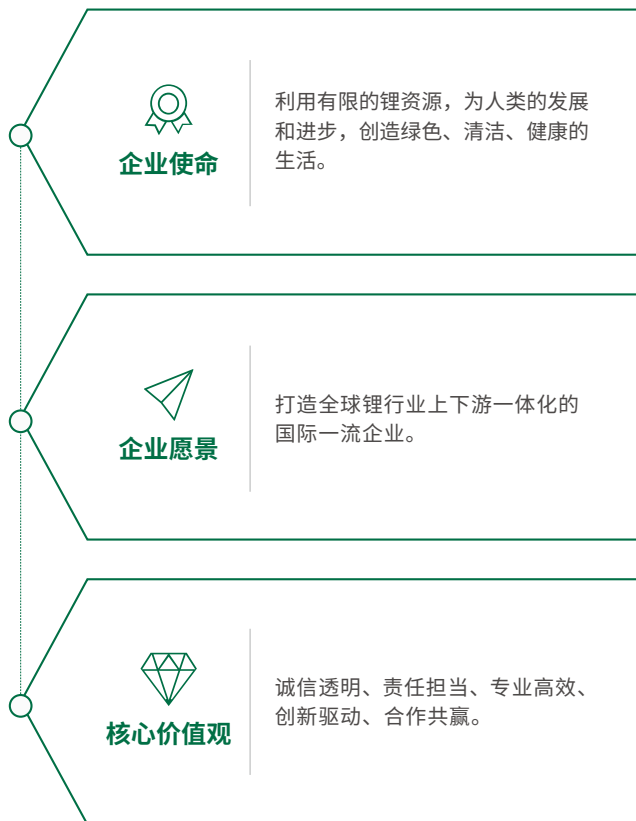 企业使命
利用有限的锂资源，为人类的发展
和进步，创造绿色、清洁、健康的
生活。
企业愿景
打造全球锂行业上下游一体化的
国际一流企业。
核心价值观
诚信透明、责任担当、专业高效、
创新驱动、合作共赢。